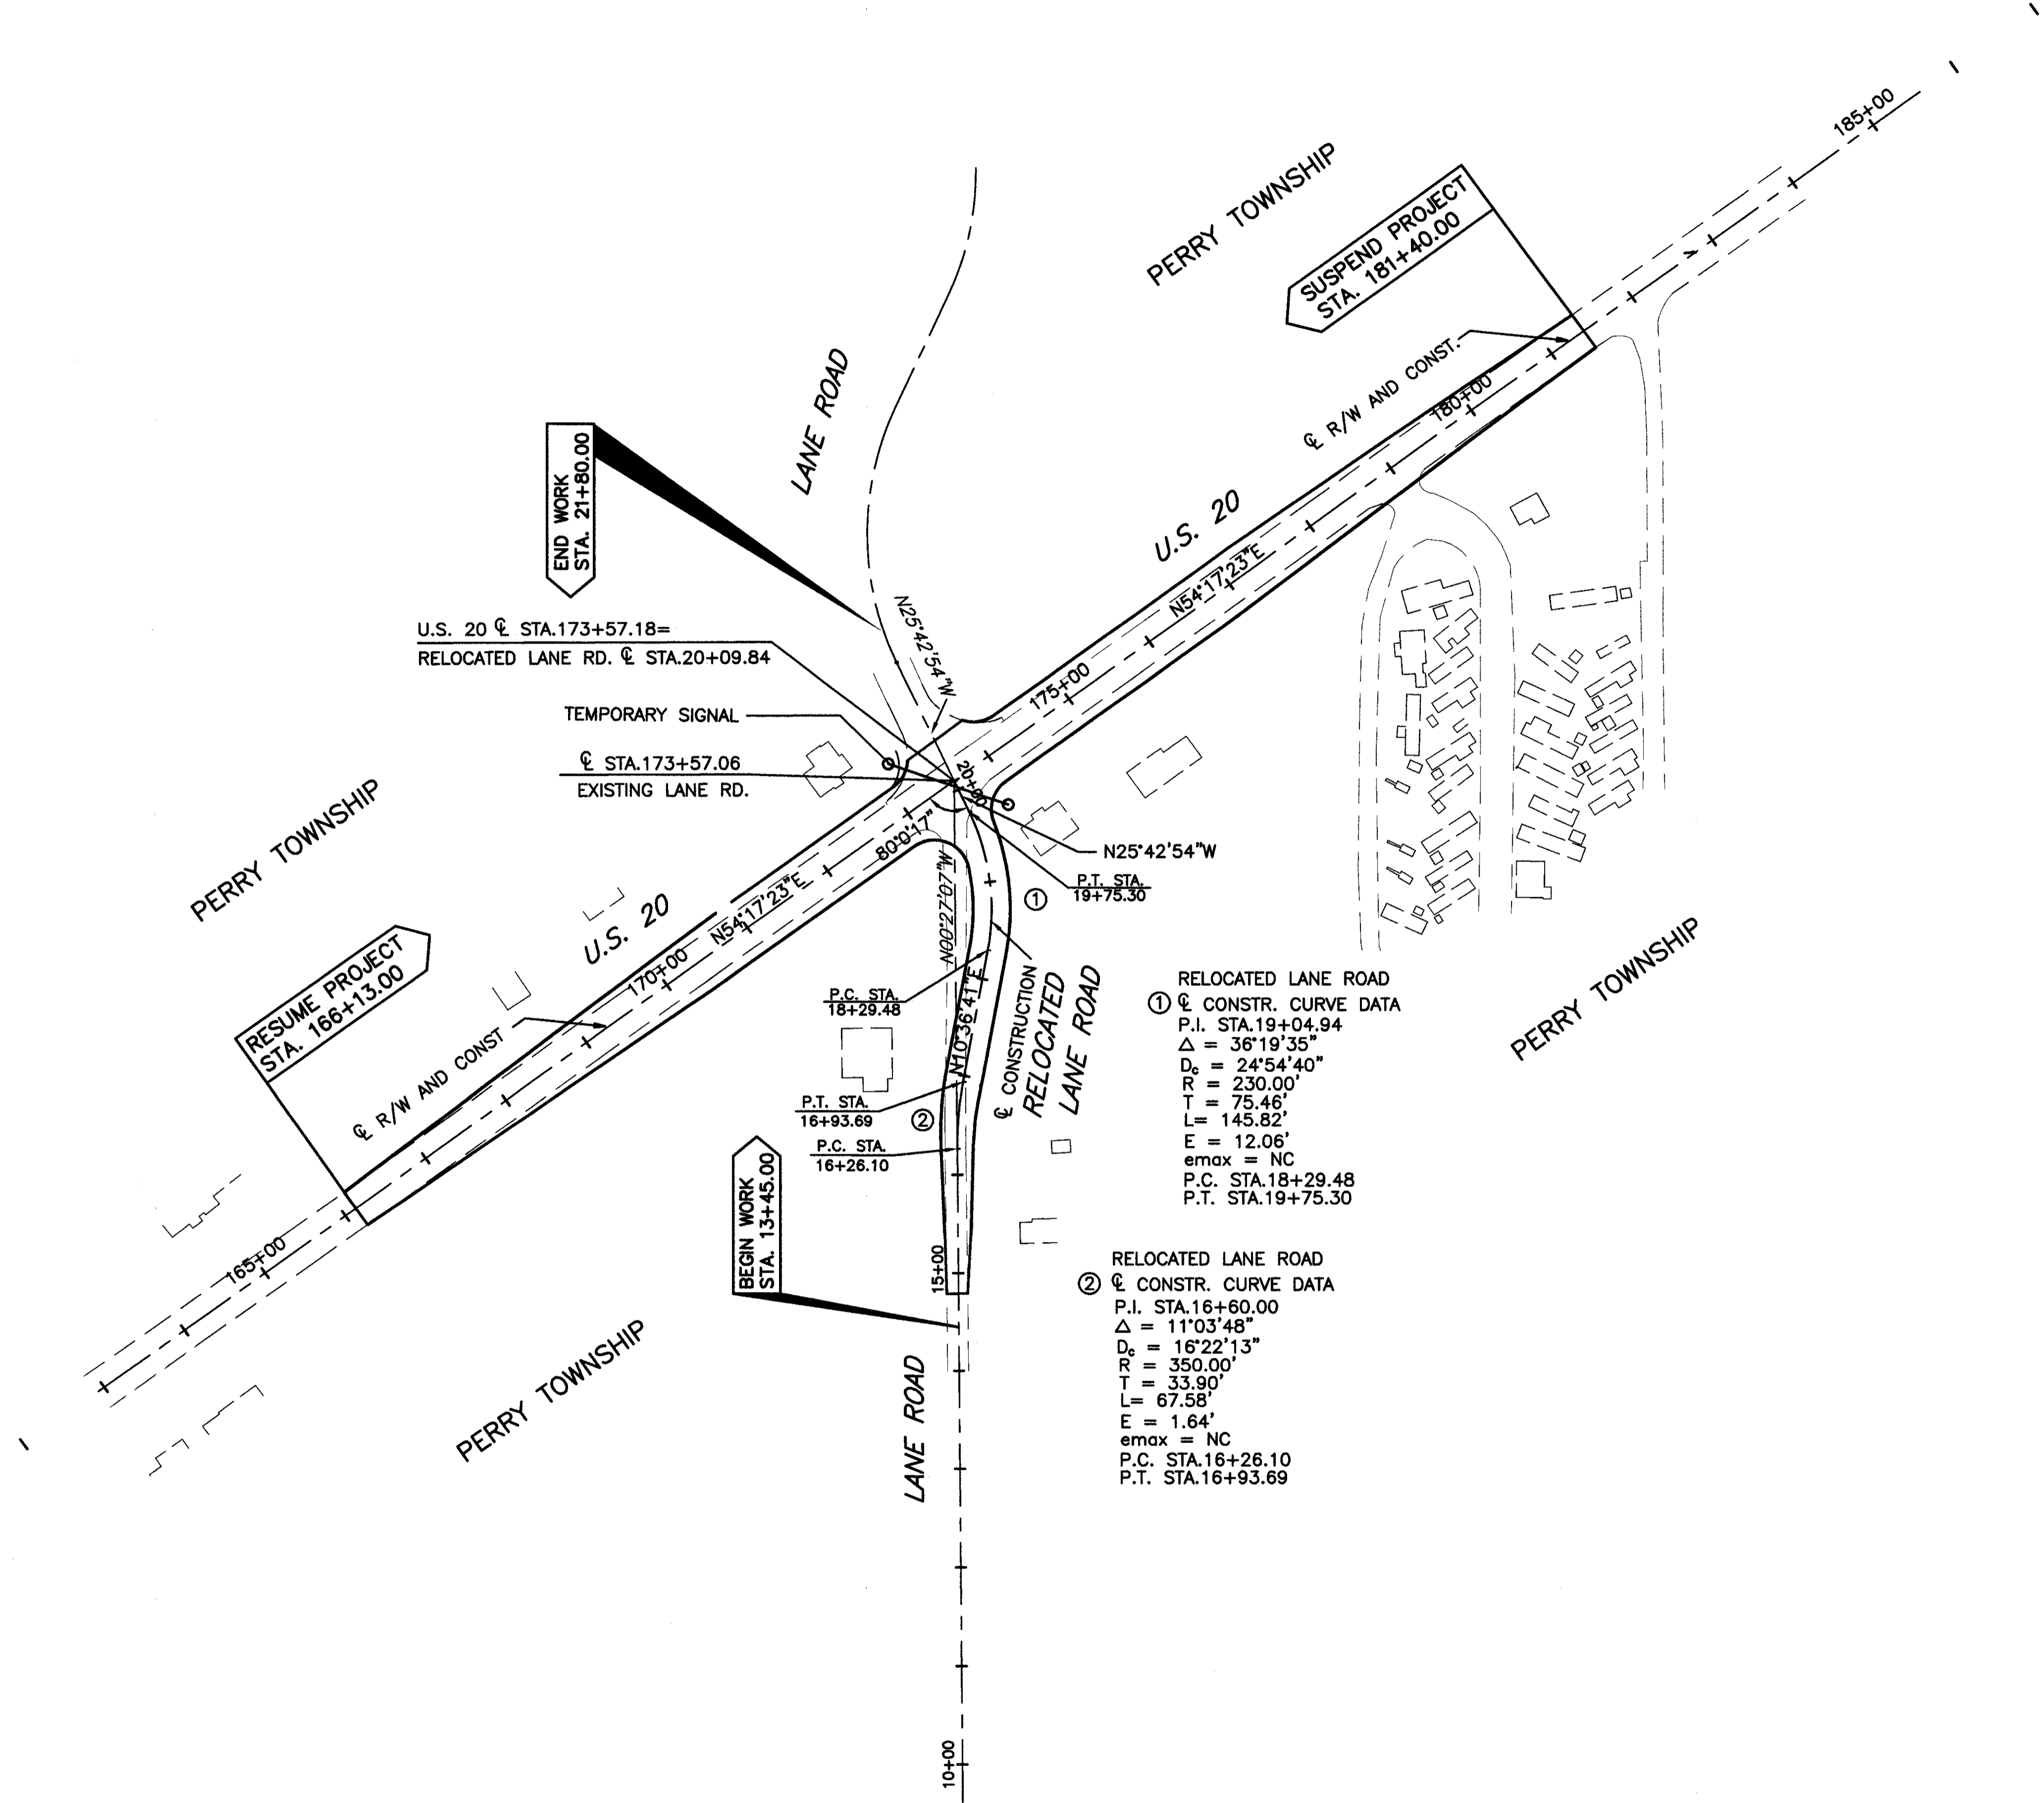 185+00
PERRY TOWNSHIP
SUSPEND PROJECT
STA. 181+40.00
℄ R/W AND CONST.
180+00
LANE ROAD
END WORK
STA. 21+80.00
U.S. 20
N54°17'23"E
N25°42'54"W
U.S. 20 ℄ STA.173+57.18=
RELOCATED LANE RD. ℄ STA.20+09.84
175+00
TEMPORARY SIGNAL
℄ STA.173+57.06
EXISTING LANE RD.
20+00
80°0'17"
N25°42'54"W
P.T. STA.
19+75.30
①
PERRY TOWNSHIP
U.S. 20
N54°17'23"E
N00°27'07"W
170+00
RESUME PROJECT
STA. 166+13.00
℄ R/W AND CONST
P.C. STA.
18+29.48
N10°36'41"E
℄ CONSTRUCTION
RELOCATED
LANE ROAD
P.T. STA.
16+93.69
②
P.C. STA.
16+26.10
BEGIN WORK
STA. 13+45.00
15+00
165+00
PERRY TOWNSHIP
PERRY TOWNSHIP
RELOCATED LANE ROAD
① ℄ CONSTR. CURVE DATA
P.I. STA.19+04.94
Δ = 36°19'35"
Dc = 24°54'40"
R = 230.00'
T = 75.46'
L= 145.82'
E = 12.06'
emax = NC
P.C. STA.18+29.48
P.T. STA.19+75.30
RELOCATED LANE ROAD
② ℄ CONSTR. CURVE DATA
P.I. STA.16+60.00
Δ = 11°03'48"
Dc = 16°22'13"
R = 350.00'
T = 33.90'
L= 67.58'
E = 1.64'
emax = NC
P.C. STA.16+26.10
P.T. STA.16+93.69
LANE ROAD
10+00